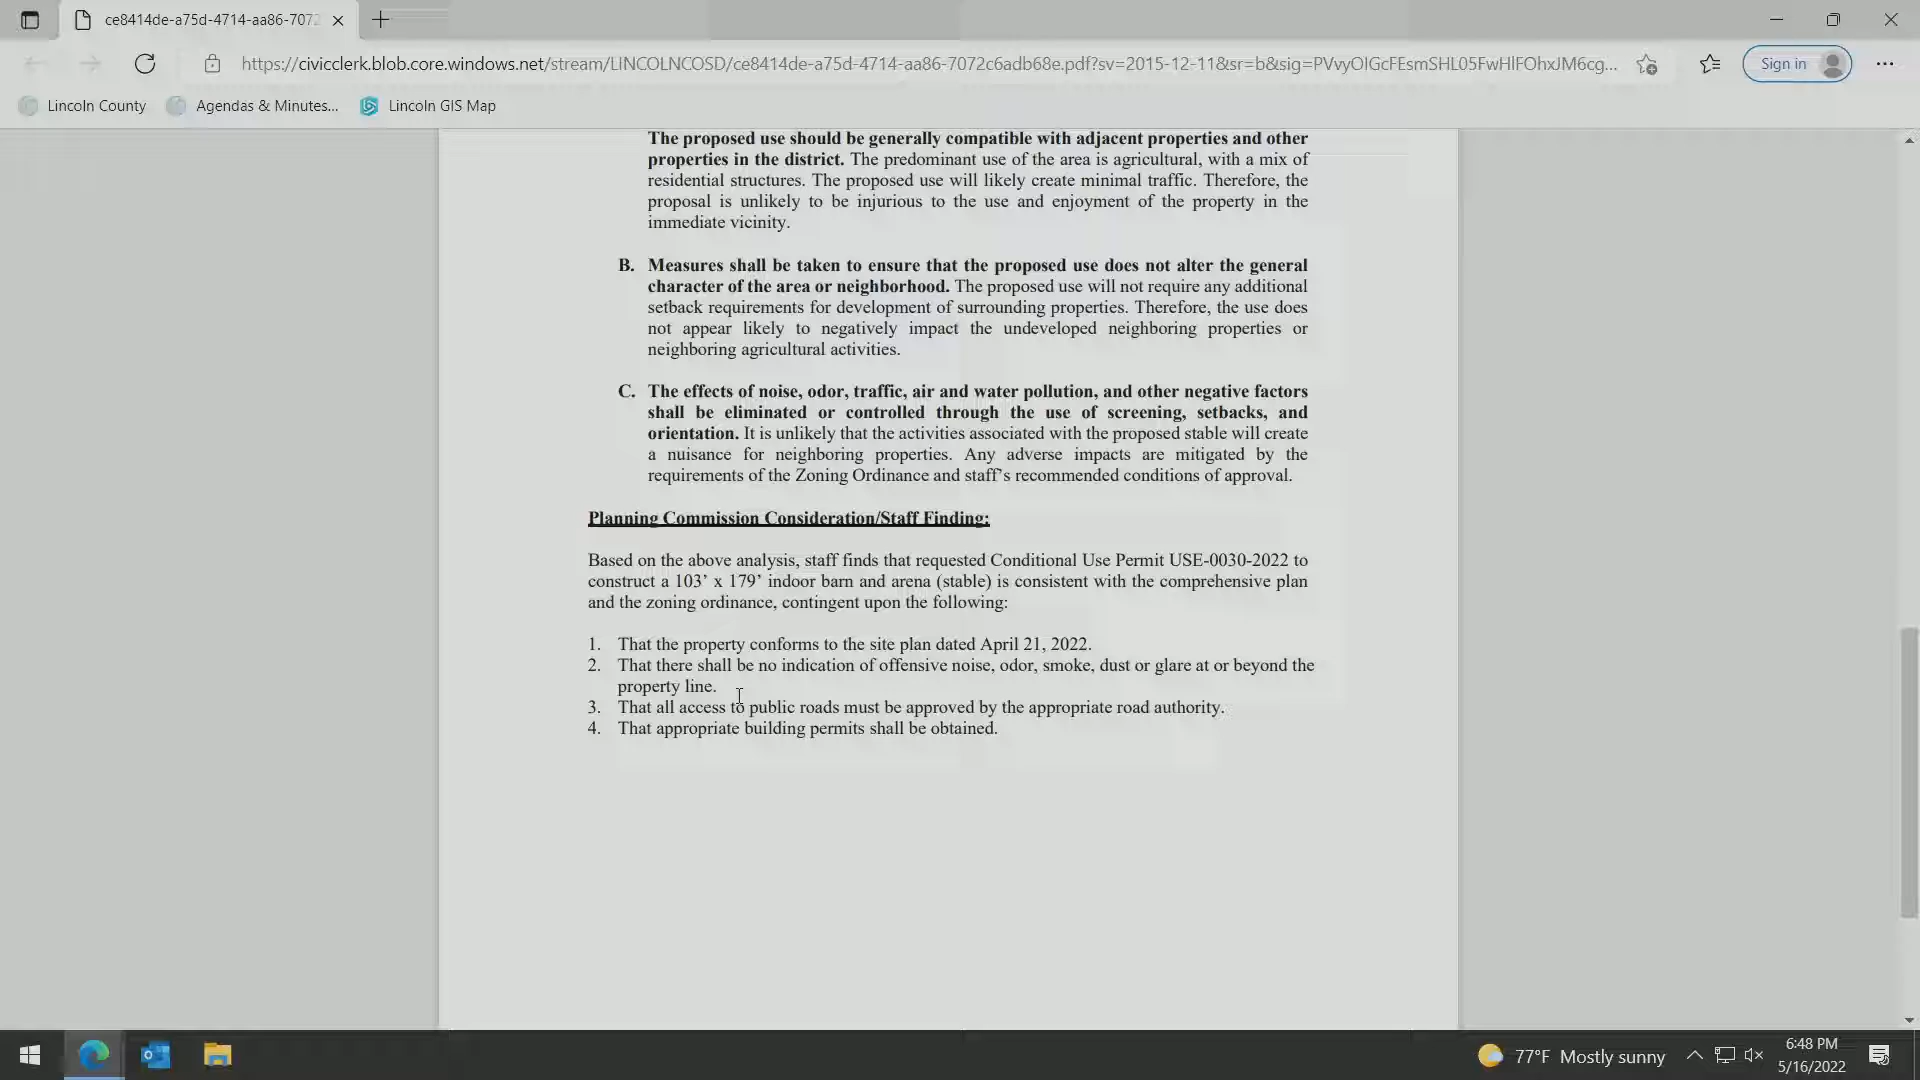 ce8414de-a75d-4714-aa86-7072
https://civicclerk.blob.core.windows.net/stream/LINCOLNCOSD/ce8414de-a75d-4714-aa86-7072c6adb68e.pdf?sv=2015-12-11&sr=b&sig=PVvyOIGcFEsmSHL05FwHIFOhxJM6cg...
Sign in
Lincoln County
Agendas & Minutes...
Lincoln GIS Map
The proposed use should be generally compatible with adjacent properties and other
properties in the district. The predominant use of the area is agricultural, with a mix of
residential structures. The proposed use will likely create minimal traffic. Therefore, the
proposal is unlikely to be injurious to the use and enjoyment of the property in the
immediate vicinity.
B. Measures shall be taken to ensure that the proposed use does not alter the general
character of the area or neighborhood. The proposed use will not require any additional
setback requirements for development of surrounding properties. Therefore, the use does
not appear likely to negatively impact the undeveloped neighboring properties or
neighboring agricultural activities.
C. The effects of noise, odor, traffic, air and water pollution, and other negative factors
shall be eliminated or controlled through the use of screening, setbacks, and
orientation. It is unlikely that the activities associated with the proposed stable will create
a nuisance for neighboring properties. Any adverse impacts are mitigated by the
requirements of the Zoning Ordinance and staff's recommended conditions of approval.
Planning Commission Consideration/Staff Finding:
Based on the above analysis, staff finds that requested Conditional Use Permit USE-0030-2022 to
construct a 103' x 179' indoor barn and arena (stable) is consistent with the comprehensive plan
and the zoning ordinance, contingent upon the following:
1. That the property conforms to the site plan dated April 21, 2022.
2. That there shall be no indication of offensive noise, odor, smoke, dust or glare at or beyond the
property line.
3. That all access to public roads must be approved by the appropriate road authority.
4. That appropriate building permits shall be obtained.
77°F Mostly sunny
6:48 PM
5/16/2022